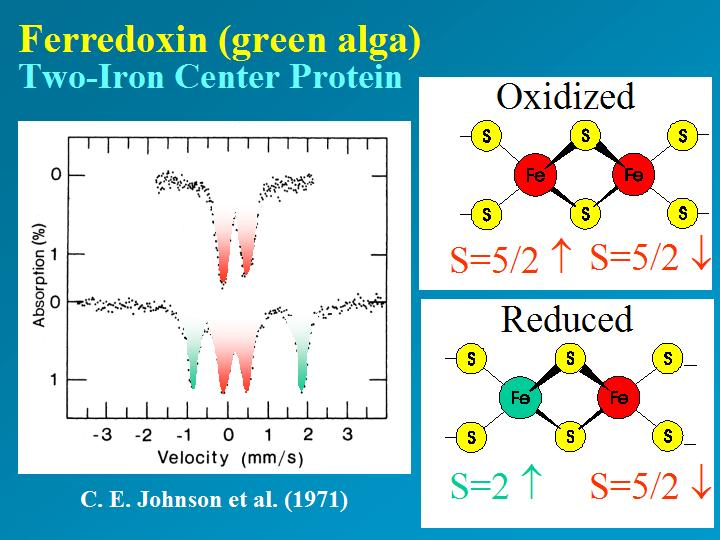 Ferredoxin (green alga)
Two-Iron Center Protein
Absorption (%)
0
1
0
1
-3 -2 -1 0 1 2 3
Velocity (mm/s)
C. E. Johnson et al. (1971)
Oxidized
S S S
Fe Fe
S S S
S=5/2 ↑ S=5/2 ↓
Reduced
S S S
Fe Fe
S S S
S=2 ↑ S=5/2 ↓